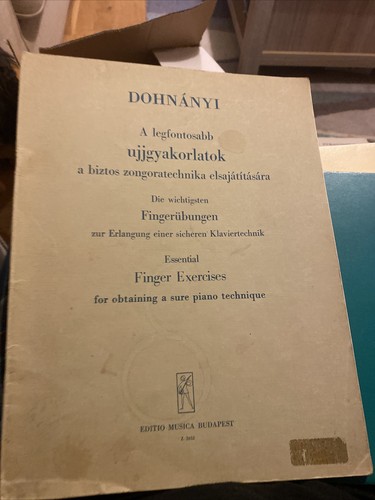 DOHNÁNYI
A legfontosabb
ujjgyakorlatok
a biztos zongoratechnika elsajátítására
Die wichtigsten
Fingerübungen
zur Erlangung einer sicheren Klaviertechnik
Essential
Finger Exercises
for obtaining a sure piano technique
EDITIO MUSICA BUDAPEST